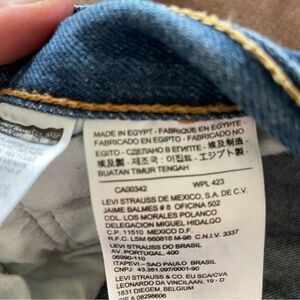 MADE IN EGYPT - FABRIQUE EN EGYPTE -
FABRICADO EN EGIPTO - FABRICADO NO
EGITO - СДЕЛАНО В ЕГИПТЕ - 埃及制造 -
埃及製 - 제조국 : 이집트 - エジプト製 -
BUATAN TIMUR TENGAH
CA00342 WPL 423
LEVI STRAUSS DE MEXICO, S.A. DE C.V.
JAIME BALMES # 8 OFICINA 502
COL. LOS MORALES POLANCO
DELEGACION MIGUEL HIDALGO
C.P. 11510 MEXICO D.F.
R.F.C. LSM 660818 M-98 C.N.I.V. 3337
LEVI STRAUSS DO BRASIL
AV. PORTUGAL, 400
06690-110
ITAPEVI - SAO PAULO - BRASIL
CNPJ: 43.361.097/0001-90
LEVI STRAUSS & CO. EU SCA/CVA
LEONARDO DA VINCILAAN, 19 - D
1831 DIEGEM, BELGIUM
Ø A 08298606